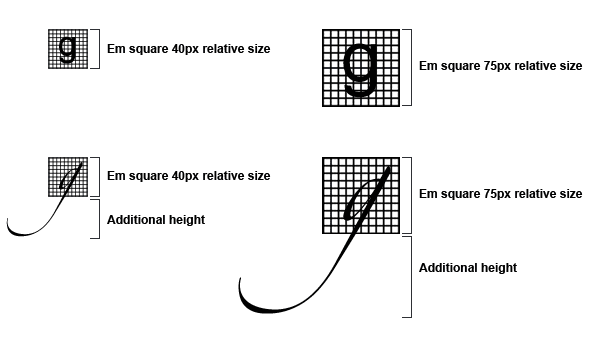 g
Em square 40px relative size
g
Em square 75px relative size
g
Em square 40px relative size
Additional height
g
Em square 75px relative size
Additional height